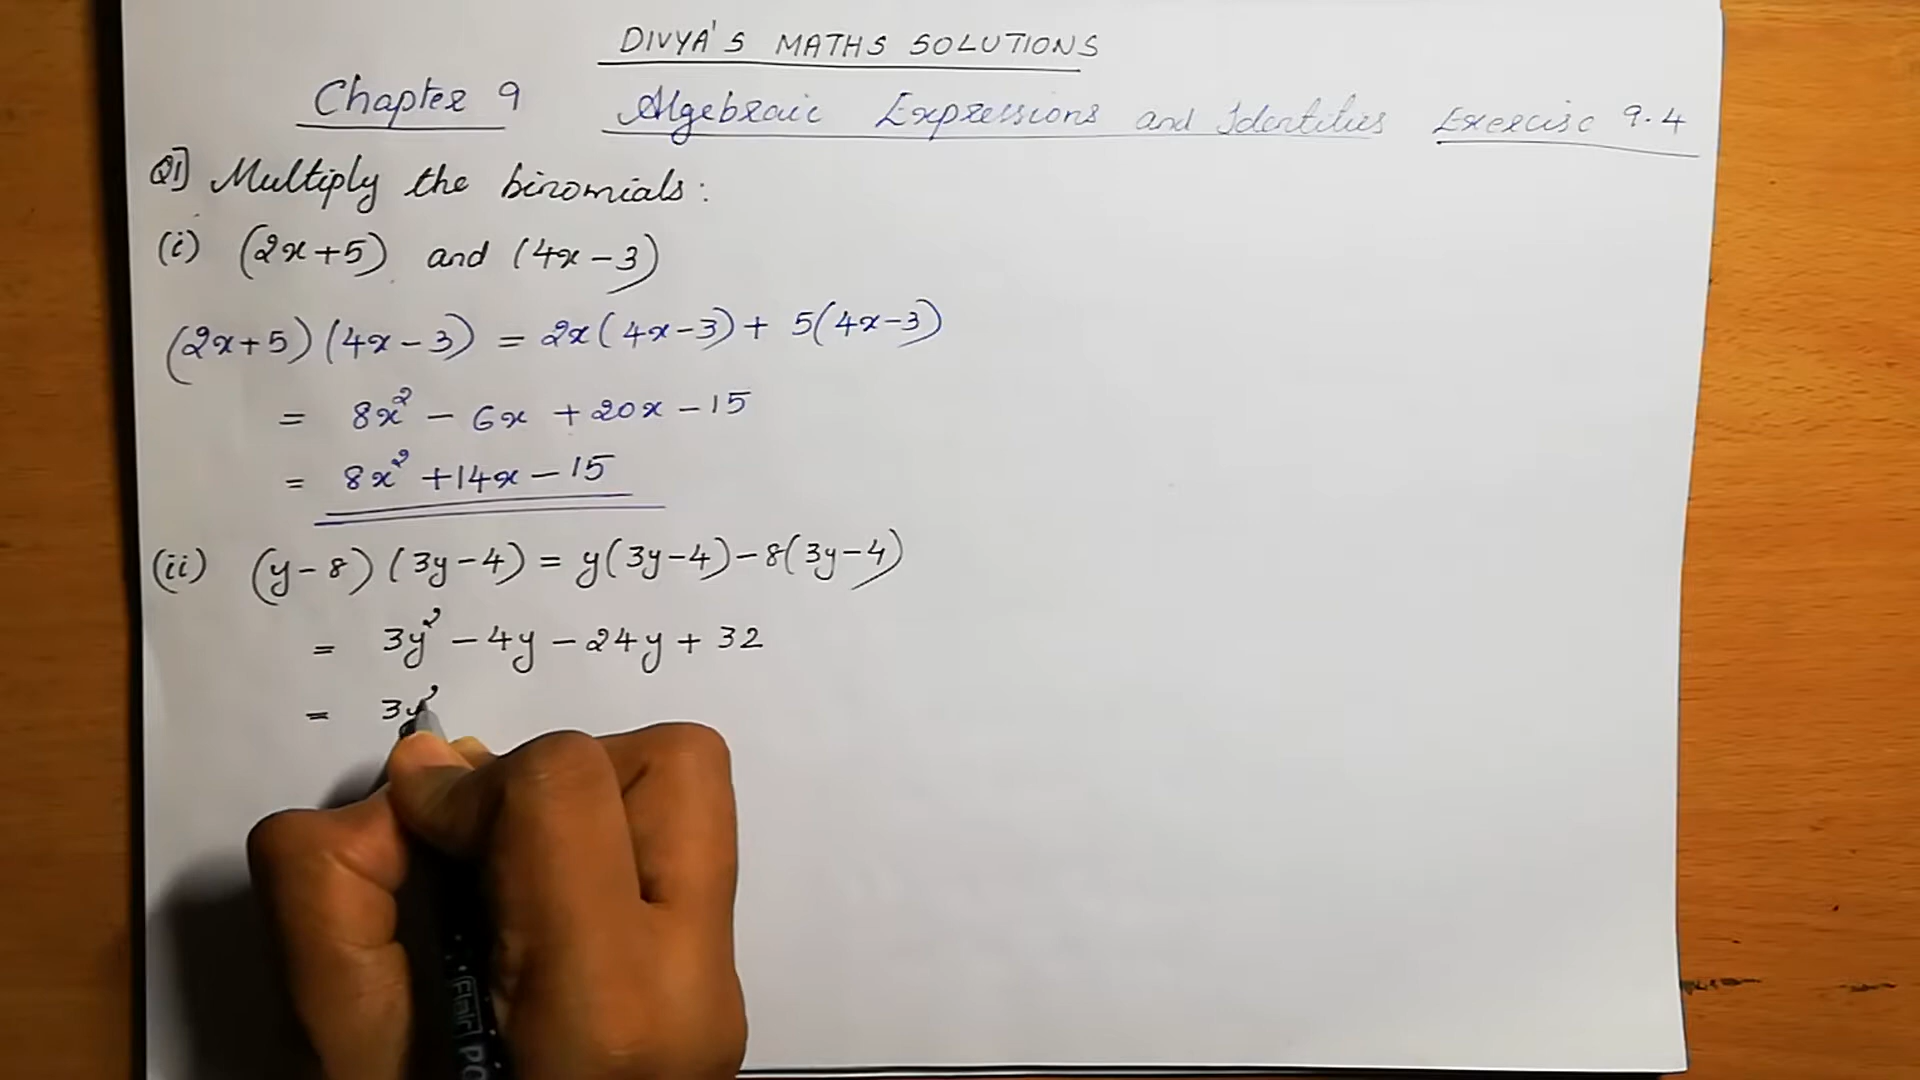 DIVYA'S MATHS SOLUTIONS
Chapter 9 Algebraic Expressions and Identities Exercise 9.4
Q1] Multiply the binomials:
(i) (2x+5) and (4x-3)
(2x+5)(4x-3) = 2x(4x-3)+ 5(4x-3)
= 8x² - 6x + 20x - 15
= 8x² +14x - 15
(ii) (y-8)(3y-4) = y(3y-4)-8(3y-4)
= 3y² - 4y - 24y + 32
= 3y²
Flair